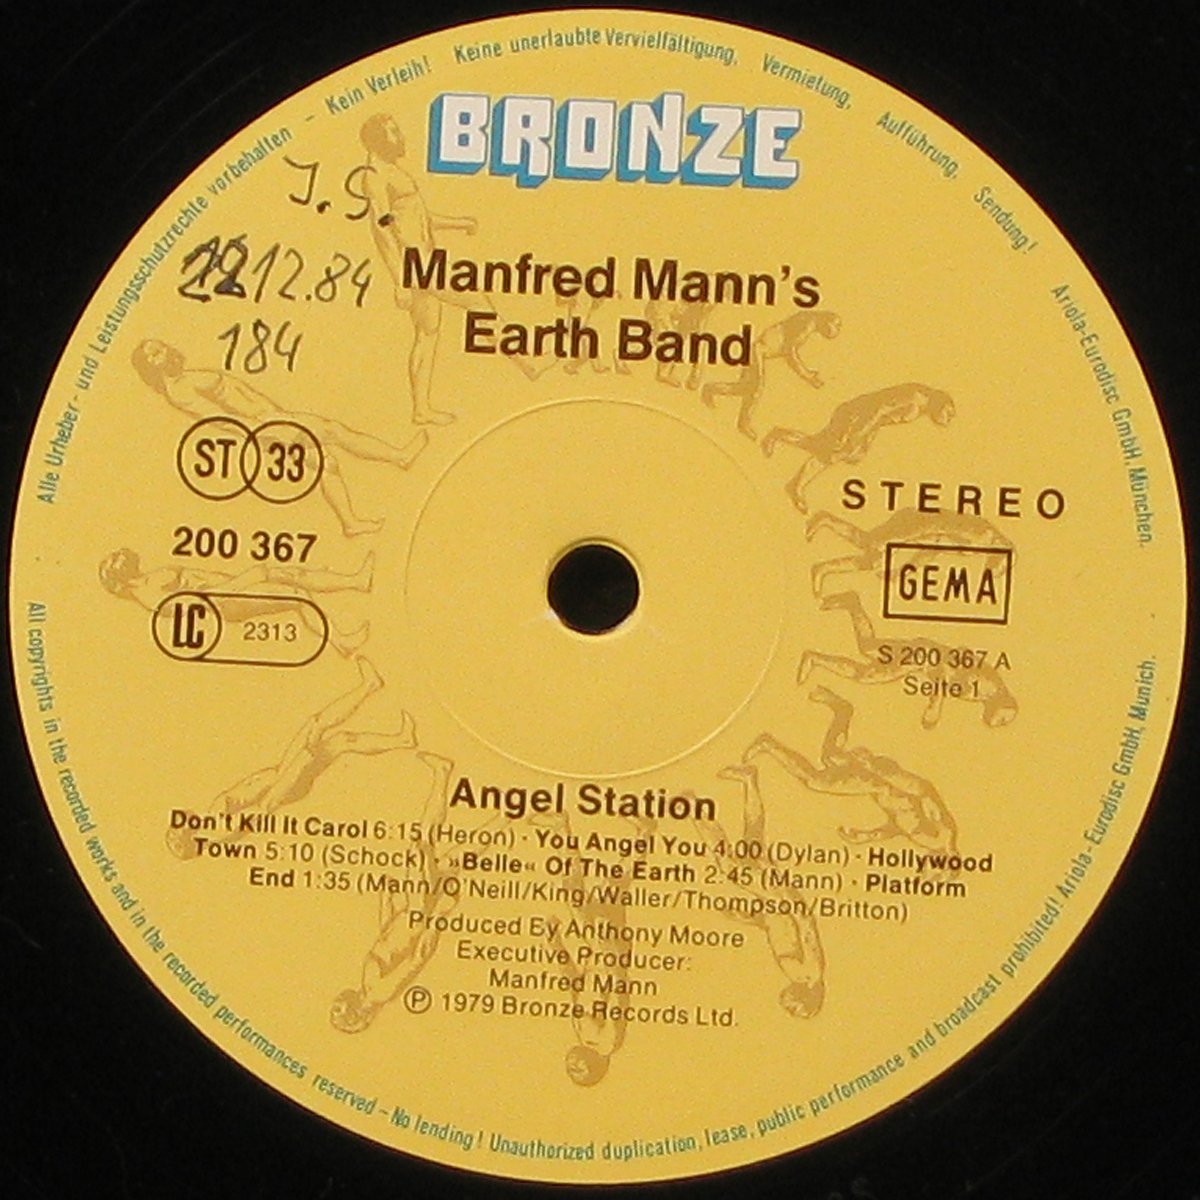 Alle Urheber- und Leistungsschutzrechte vorbehalten - Kein Verleih! Keine unerlaubte Vervielfältigung, Vermietung, Aufführung, Sendung!
Ariola-Eurodisc GmbH, München.
BRONZE
J.S.
12.84
184
Manfred Mann's
Earth Band
ST 33
200 367
LC 2313
STEREO
GEMA
S 200 367 A
Seite 1
Angel Station
Don't Kill It Carol 6:15 (Heron) · You Angel You 4:00 (Dylan) · Hollywood
Town 5:10 (Schock) · »Belle« Of The Earth 2:45 (Mann) · Platform
End 1:35 (Mann/O'Neill/King/Waller/Thompson/Britton)
Produced By Anthony Moore
Executive Producer:
Manfred Mann
Ⓟ 1979 Bronze Records Ltd.
All copyrights in the recorded works and in the recorded performances reserved - No lending! Unauthorized duplication, lease, public performance and broadcast prohibited! Ariola-Eurodisc GmbH, Munich.